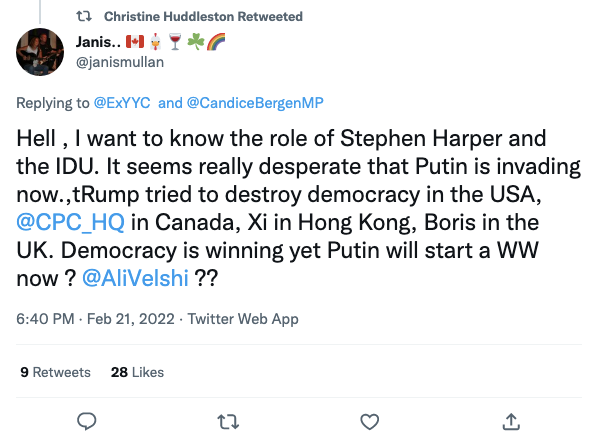 Christine Huddleston Retweeted
Janis.. 🇨🇦🐓🍷☘️🌈
@janismullan
Replying to @ExYYC and @CandiceBergenMP
Hell , I want to know the role of Stephen Harper and
the IDU. It seems really desperate that Putin is invading
now.,tRump tried to destroy democracy in the USA,
@CPC_HQ in Canada, Xi in Hong Kong, Boris in the
UK. Democracy is winning yet Putin will start a WW
now ? @AliVelshi ??
6:40 PM · Feb 21, 2022 · Twitter Web App
9 Retweets 28 Likes